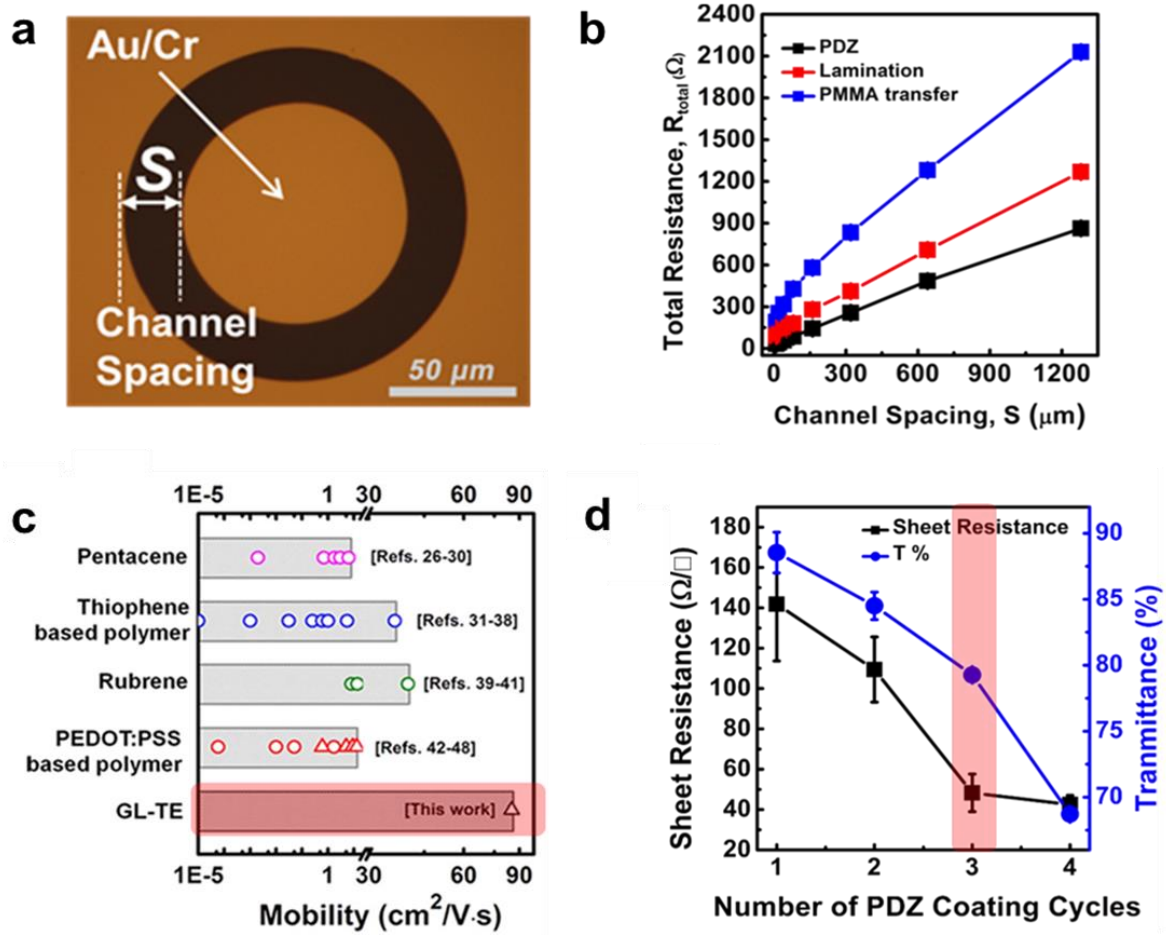 a
Au/Cr
S
Channel
Spacing
50 μm
b
2400
2100
1800
1500
1200
900
600
300
0
Total Resistance, Rtotal (Ω)
PDZ
Lamination
PMMA transfer
0 300 600 900 1200
Channel Spacing, S (μm)
c
1E-5 1 30 60 90
Pentacene [Refs. 26-30]
Thiophene
based polymer [Refs. 31-38]
Rubrene [Refs. 39-41]
PEDOT:PSS
based polymer [Refs. 42-48]
GL-TE [This work]
1E-5 1 30 60 90
Mobility (cm²/V·s)
d
180
160
140
120
100
80
60
40
20
Sheet Resistance (Ω/□)
Sheet Resistance
T %
90
85
80
75
70
Tranmittance (%)
1 2 3 4
Number of PDZ Coating Cycles